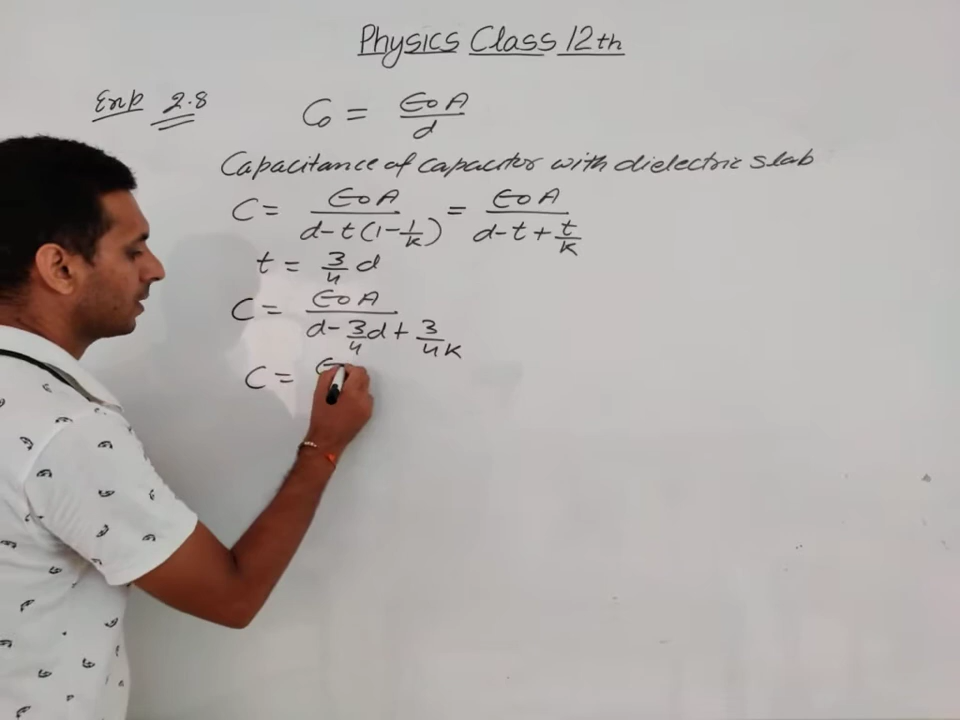 Physics Class 12th
Exp 2.8
C₀ = ε₀A/d
Capacitance of capacitor with dielectric slab
C = ε₀A/(d-t(1-1/K)) = ε₀A/(d-t+t/K)
t = 3/4 d
C = ε₀A/(d-3/4d+3/4K)
C = ε